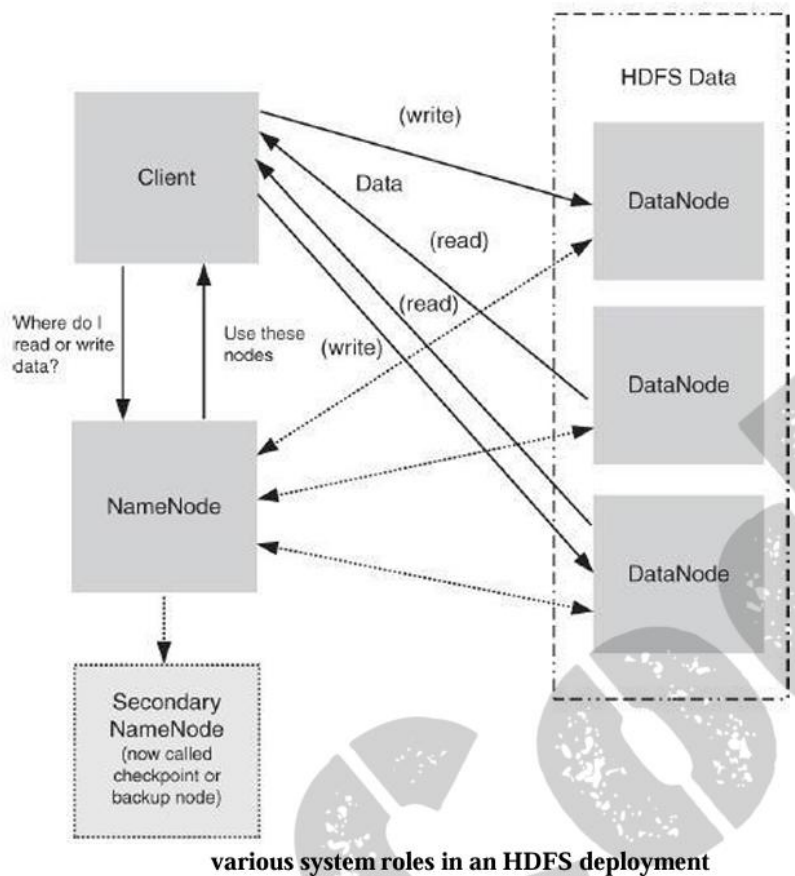 HDFS Data
(write)
Client
Data
DataNode
(read)
(read)
'Where do I
read or write
data?
Use these
nodes
(write)
DataNode
NameNode
DataNode
Secondary
NameNode
(now called
checkpoint or
backup node)
various system roles in an HDFS deployment